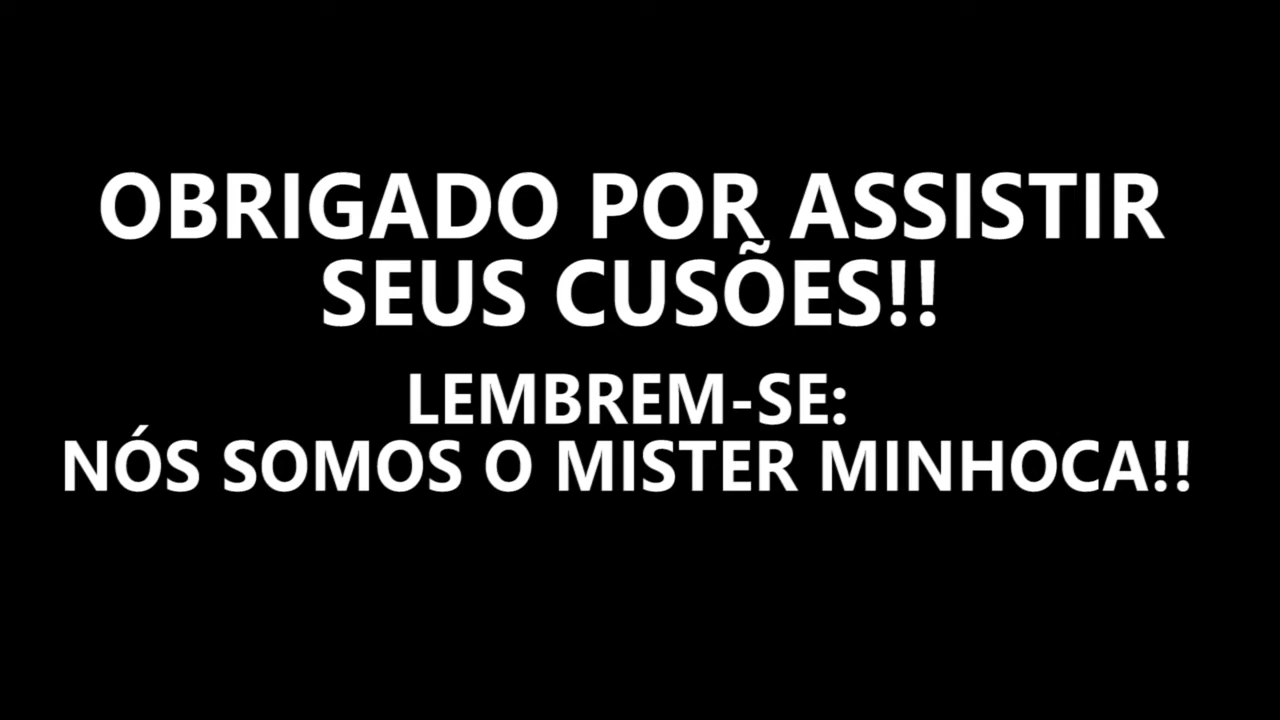 OBRIGADO POR ASSISTIR
SEUS CUSÕES!!
LEMBREM-SE:
NÓS SOMOS O MISTER MINHOCA!!